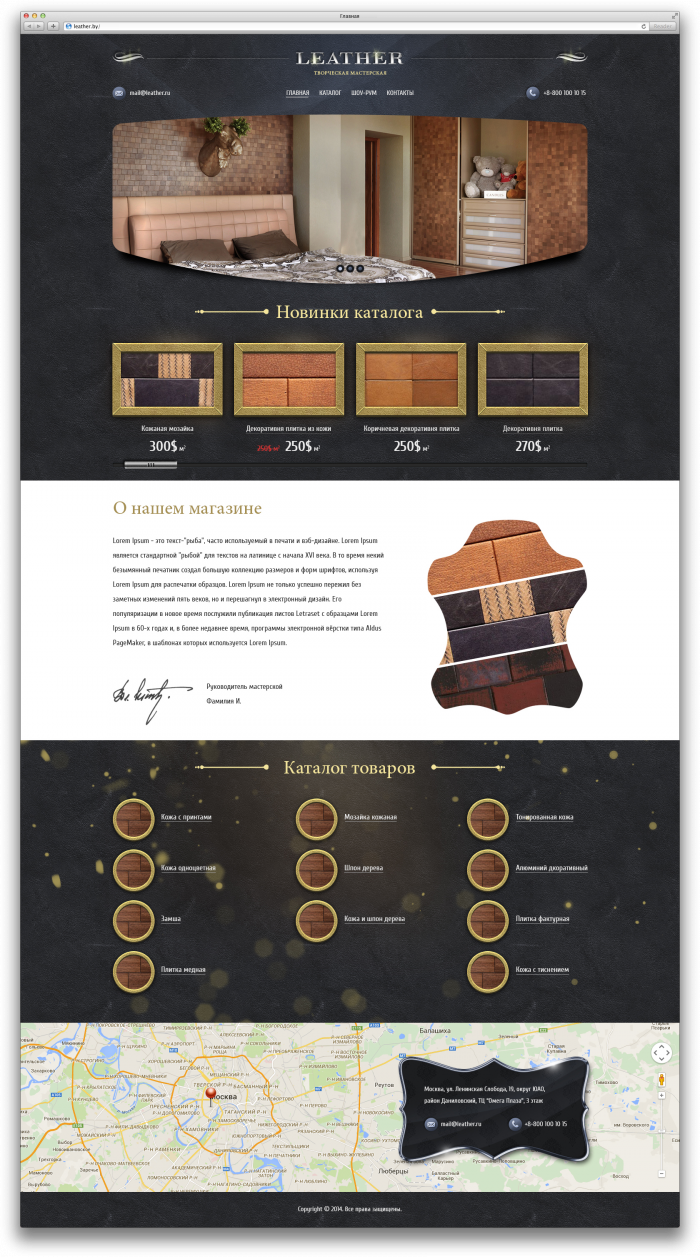 Главная
leather.by/
Reader
LEATHER
ТВОРЧЕСКАЯ МАСТЕРСКАЯ
mail@leather.ru
ГЛАВНАЯ КАТАЛОГ ШОУ-РУМ КОНТАКТЫ
+8-800 100 10 15
Новинки каталога
Кожаная мозайка
300$ м²
Декоративня плитка из кожи
250$ м² 250$ м²
Коричневая декоративня плитка
250$ м²
Декоративня плитка
270$ м²
О нашем магазине
Lorem Ipsum - это текст-"рыба", часто используемый в печати и вэб-дизайне. Lorem Ipsum
является стандартной "рыбой" для текстов на латинице с начала XVI века. В то время некий
безымянный печатник создал большую коллекцию размеров и форм шрифтов, используя
Lorem Ipsum для распечатки образцов. Lorem Ipsum не только успешно пережил без
заметных изменений пять веков, но и перешагнул в электронный дизайн. Его
популяризации в новое время послужили публикация листов Letraset с образцами Lorem
Ipsum в 60-х годах и, в более недавнее время, программы электронной вёрстки типа Aldus
PageMaker, в шаблонах которых используется Lorem Ipsum.
Руководитель мастерской
Фамилия И.
Каталог товаров
Кожа с принтами
Мозайка кожаная
Тонированная кожа
Кожа одноцветная
Шпон дерева
Алюминий дкоративный
Замша
Кожа и шпон дерева
Плитка фактурная
Плитка медная
Кожа с тиснением
Балашиха
Реутов
Москва
Люберцы
Москва, ул. Ленинская Слобода, 19, округ ЮАО,
район Даниловский, ТЦ "Омега Плаза", 3 этаж
mail@leather.ru
+8-800 100 10 15
Copyright © 2014. Все права защищены.